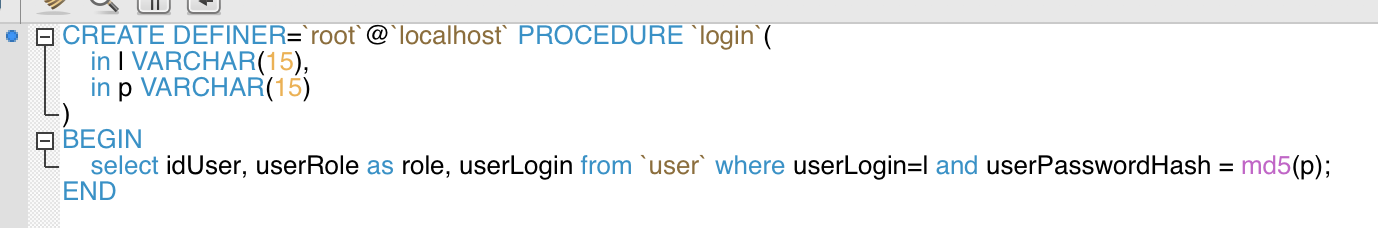 CREATE DEFINER=`root`@`localhost` PROCEDURE `login`(
in l VARCHAR(15),
in p VARCHAR(15)
)
BEGIN
select idUser, userRole as role, userLogin from `user` where userLogin=l and userPasswordHash = md5(p);
END